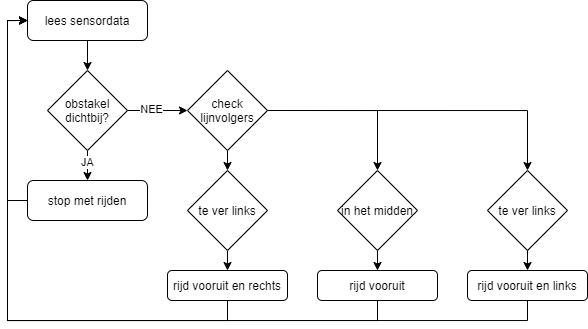 lees sensordata
obstakel
dichtbij?
NEE
check
lijnvolgers
JA
stop met rijden
te ver links
in het midden
te ver links
rijd vooruit en rechts
rijd vooruit
rijd vooruit en links